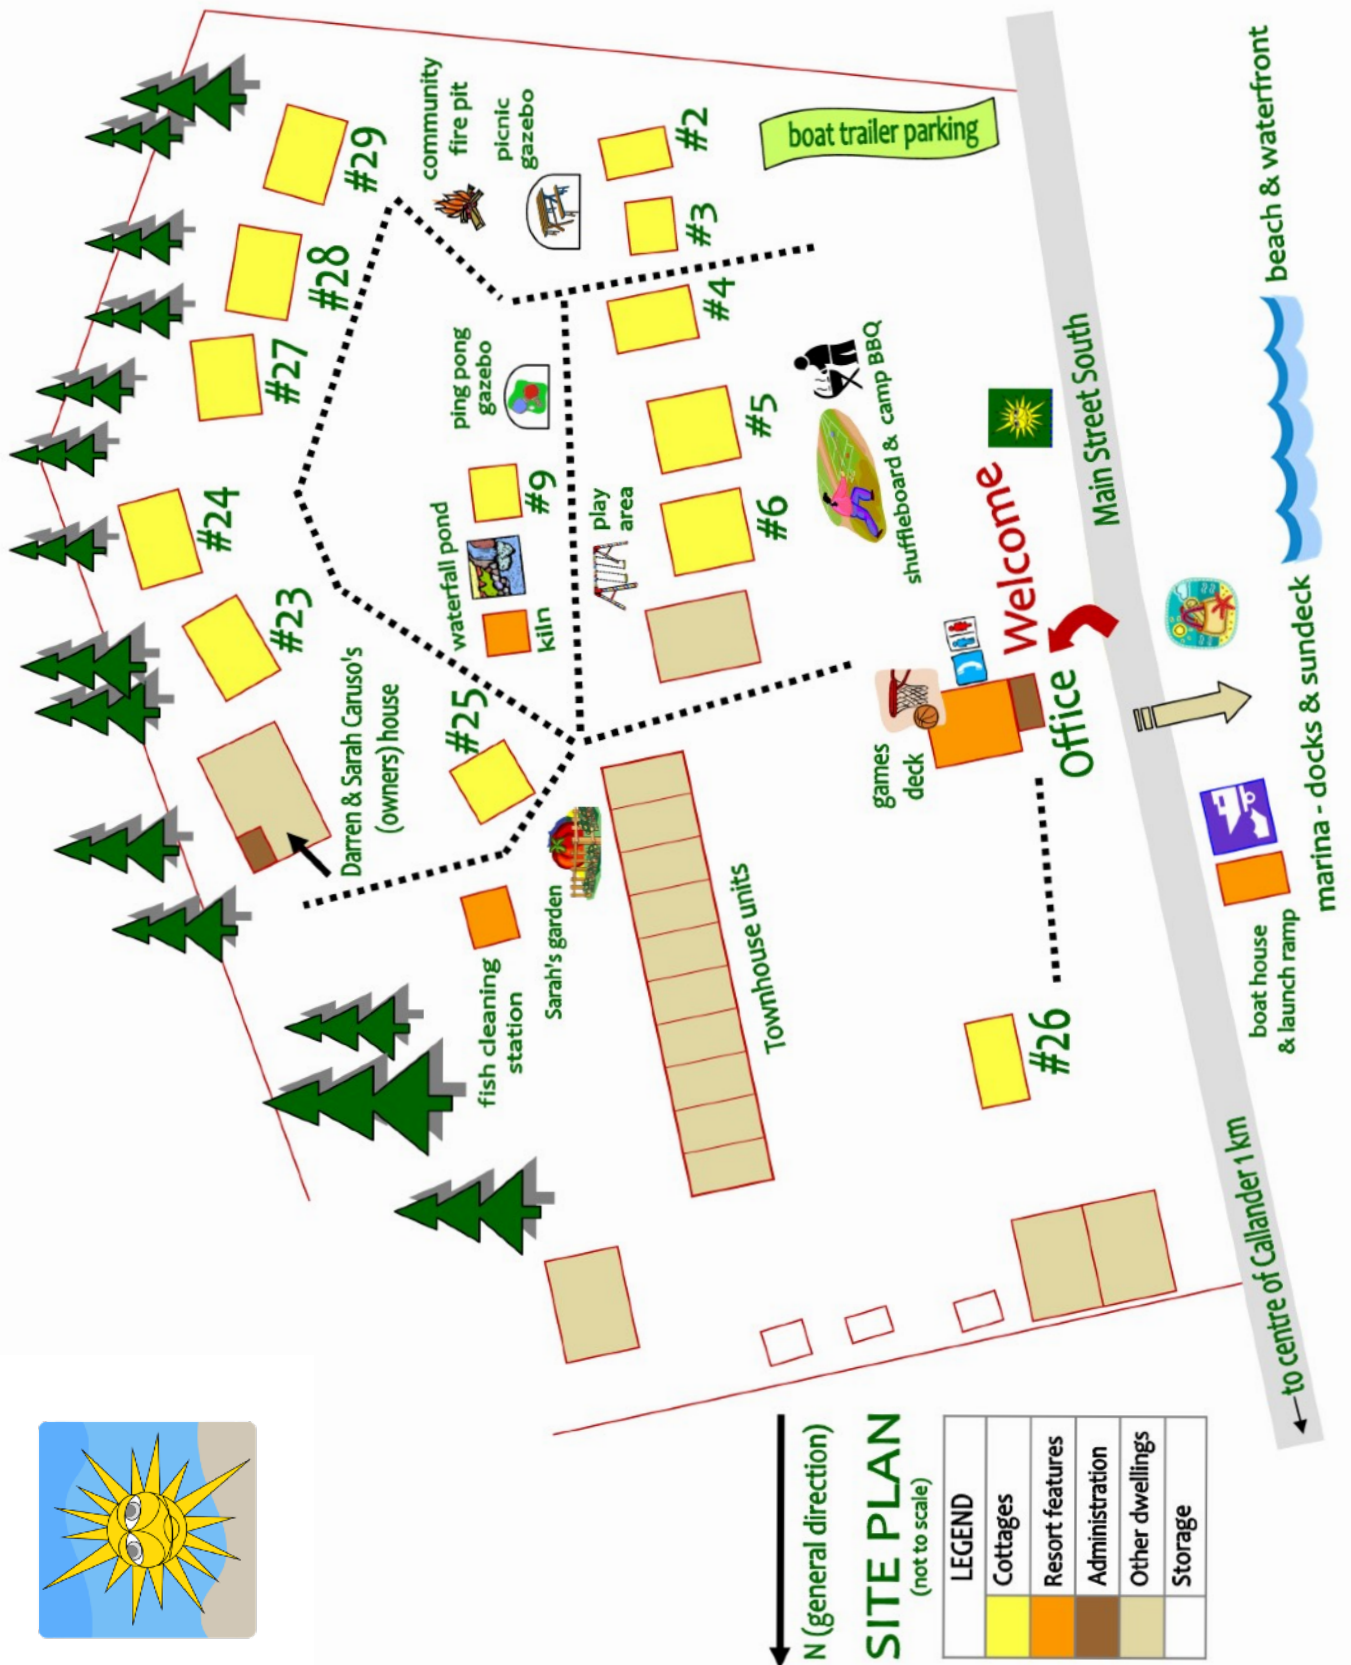 N (general direction)
SITE PLAN
(not to scale)
LEGEND
Cottages
Resort features
Administration
Other dwellings
Storage
Darren & Sarah Caruso's
(owners) house
#23
#24
#27
#28
#29
community
fire pit
picnic
gazebo
ping pong
gazebo
waterfall pond
#9
kiln
#25
fish cleaning
station
Sarah's garden
play
area
#2
#3
#4
#5
#6
Townhouse units
boat trailer parking
shuffleboard & camp BBQ
games
deck
Welcome
Office
#26
Main Street South
to centre of Callander 1 km
boat house
& launch ramp
marina - docks & sundeck
beach & waterfront